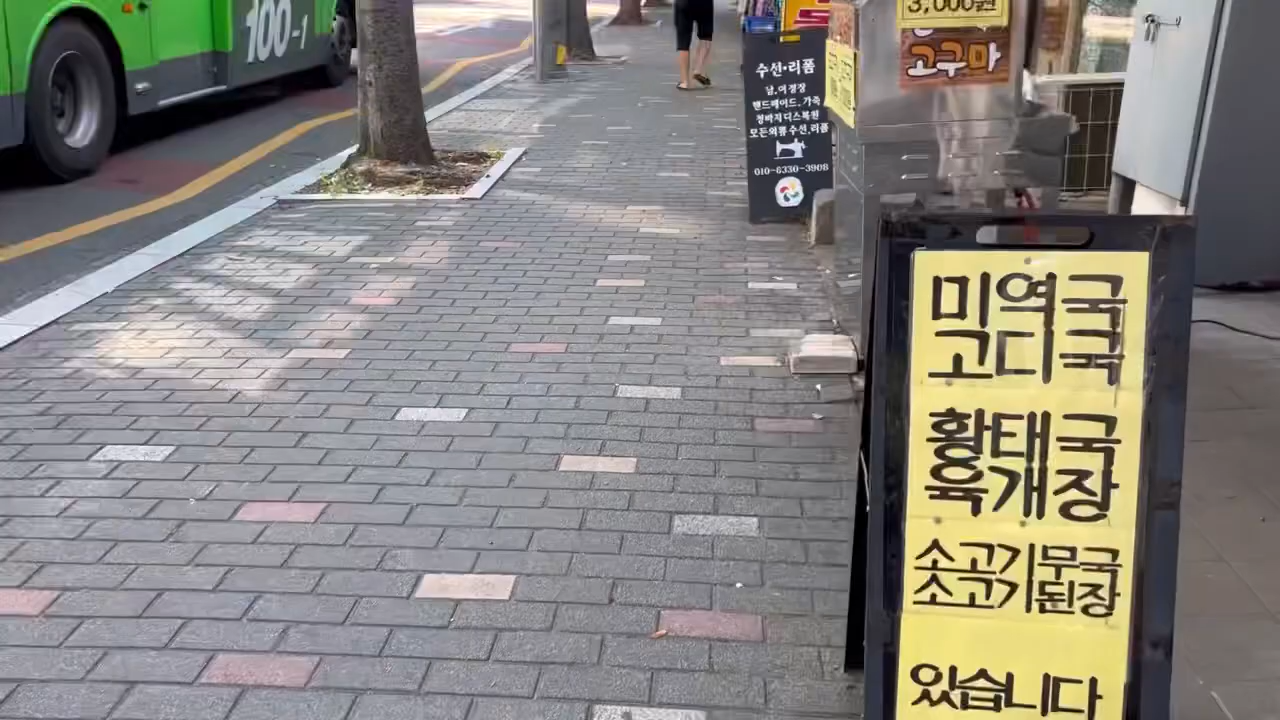 100-1
3,000원
고구마
수선·리폼
남.여정장
핸드메이드.가죽
청바지디스복원
모든의류수선,리폼
010-6330-3908
미역국
고디국
황태국
육개장
소고기무국
소고기된장
있습니다